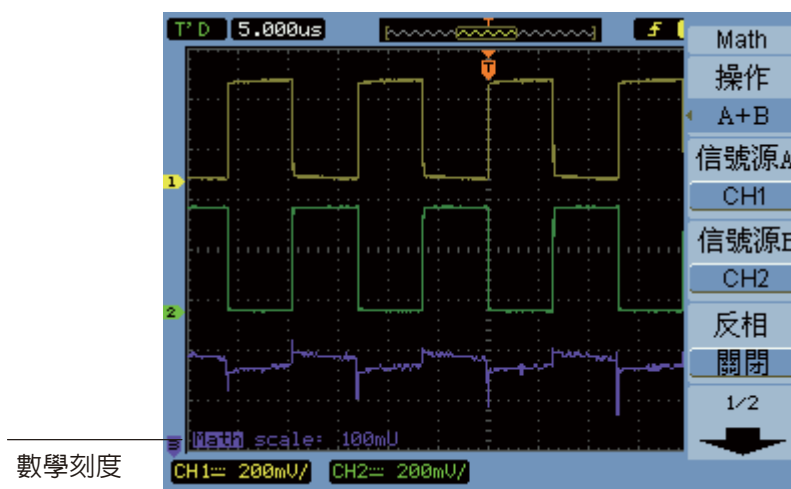 T'D 5.000us
T
T
Math
操作
A+B
信號源A
CH1
信號源B
CH2
反相
關閉
1/2
1
2
Math scale: 100mU
數學刻度
CH1 200mV/ CH2 200mV/